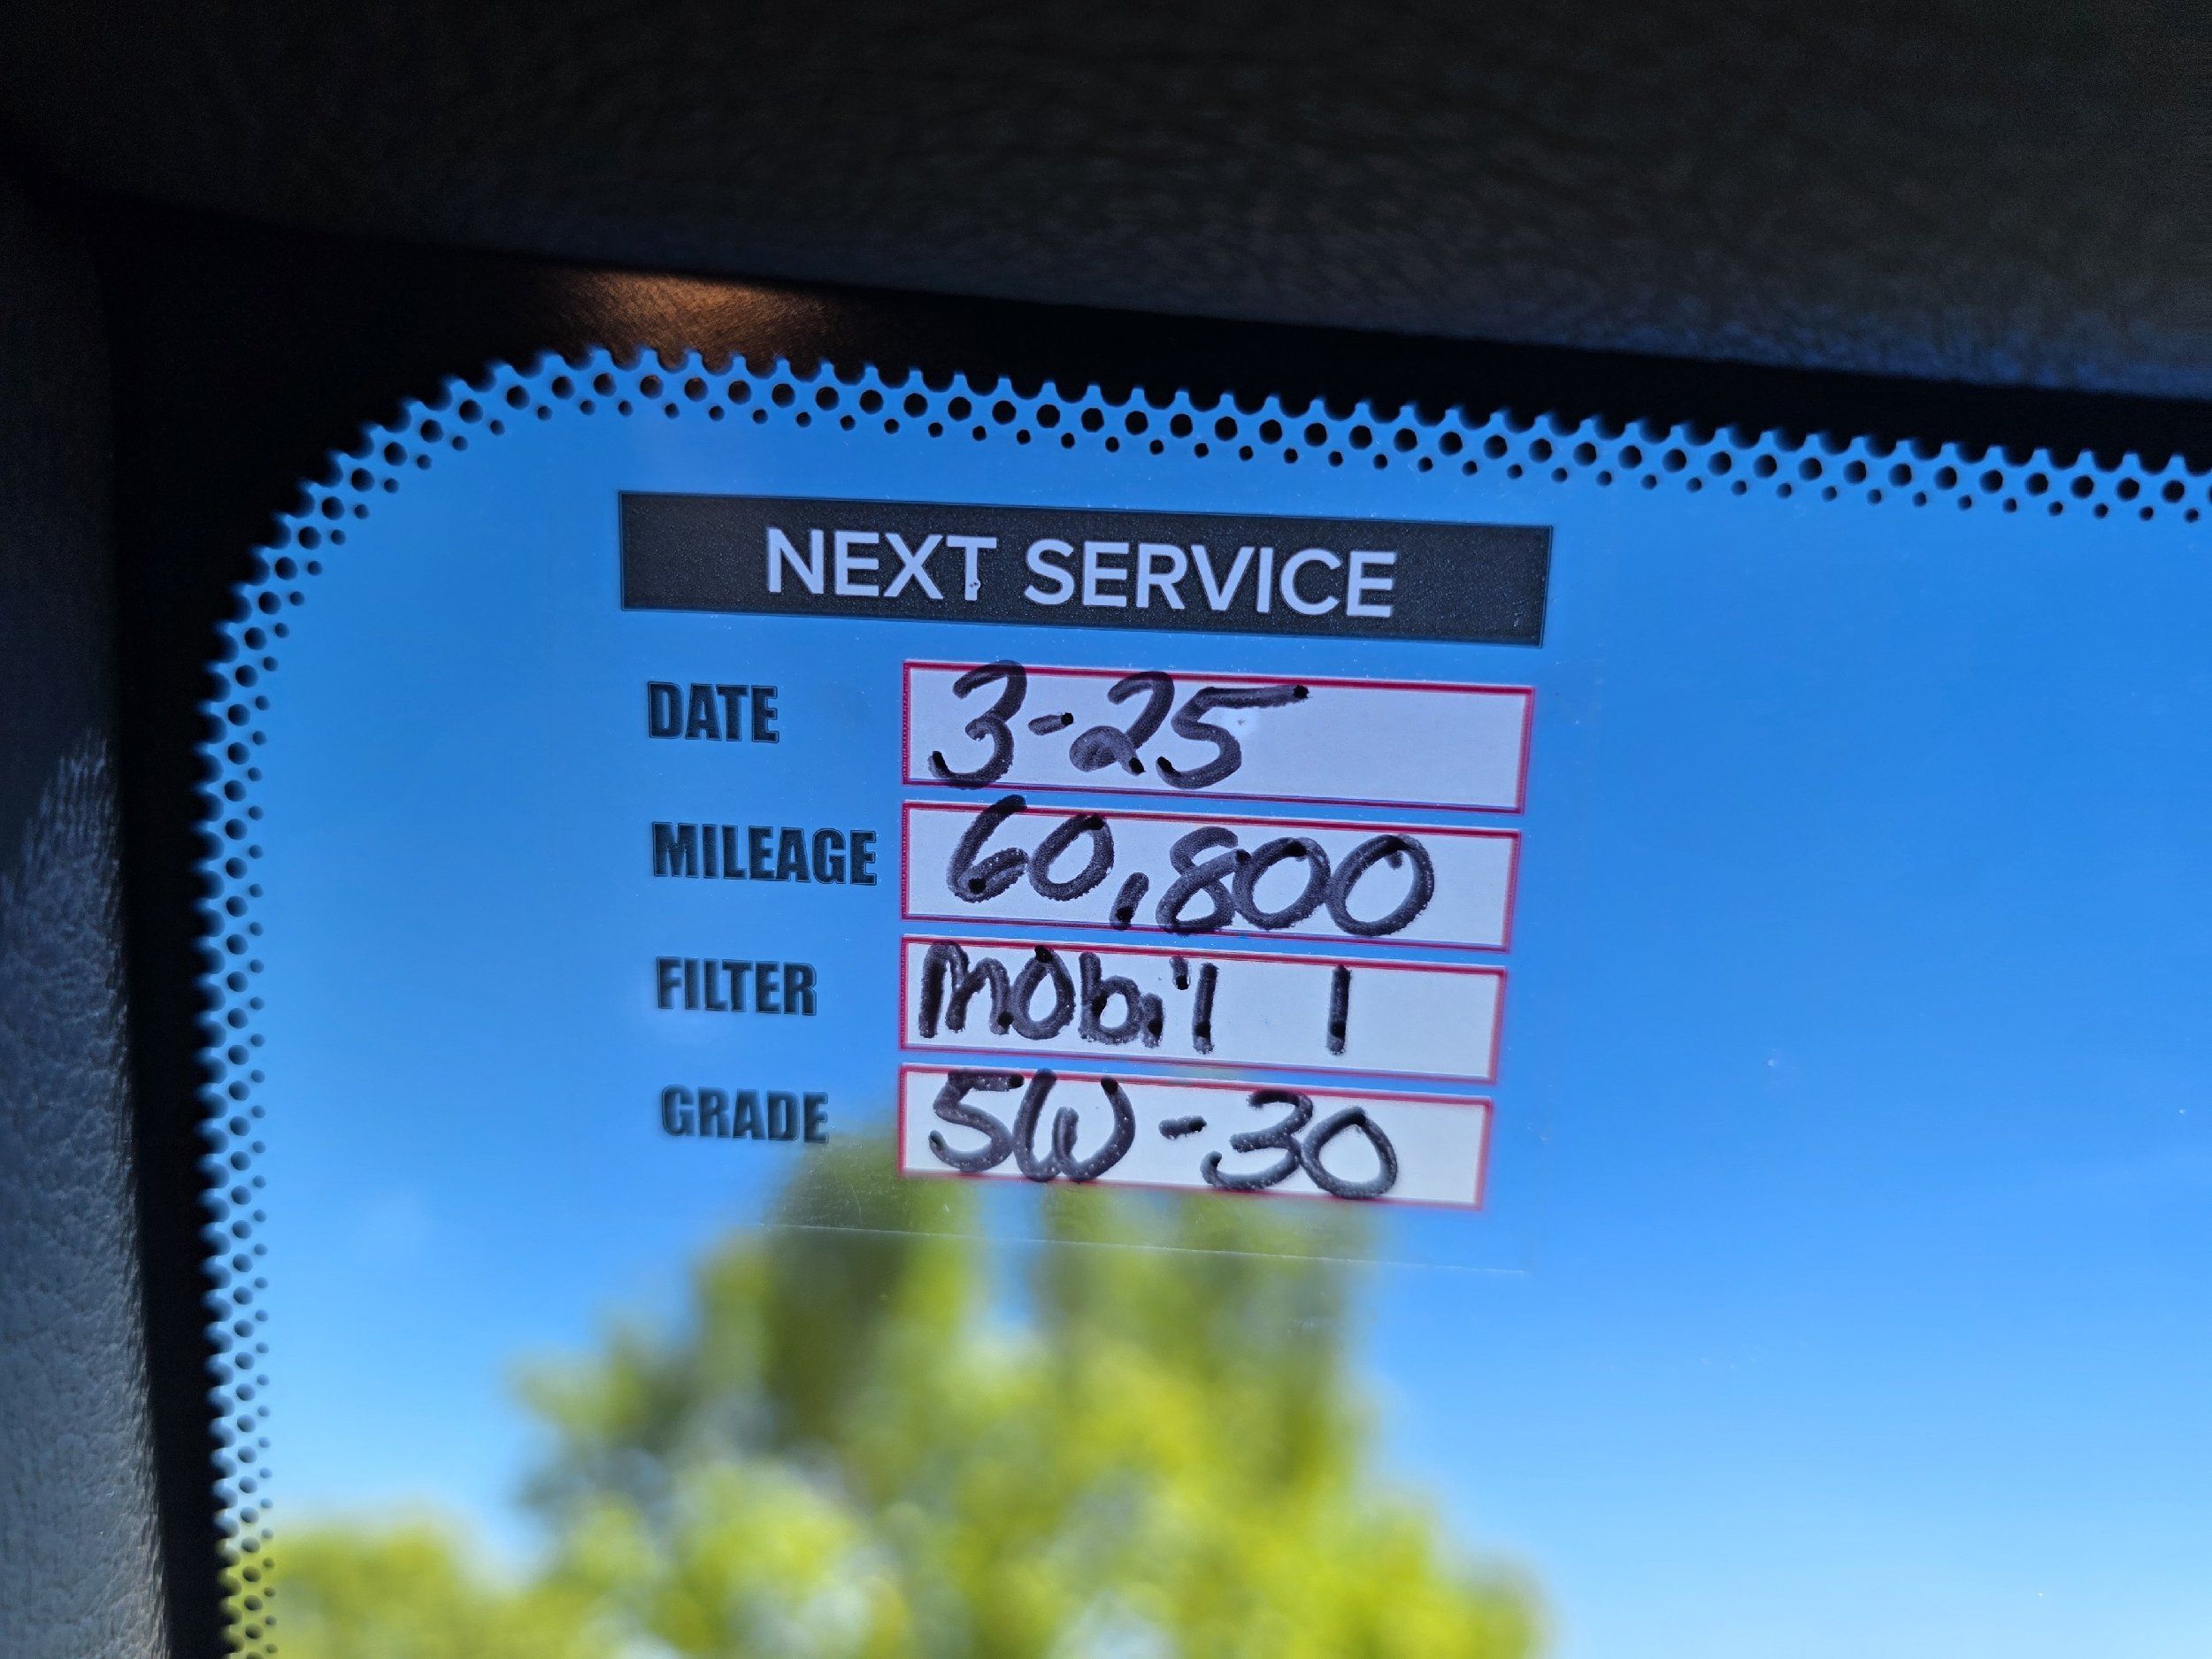 NEXT SERVICE
DATE 3-25
MILEAGE 60,800
FILTER Mobil 1
GRADE 5W-30